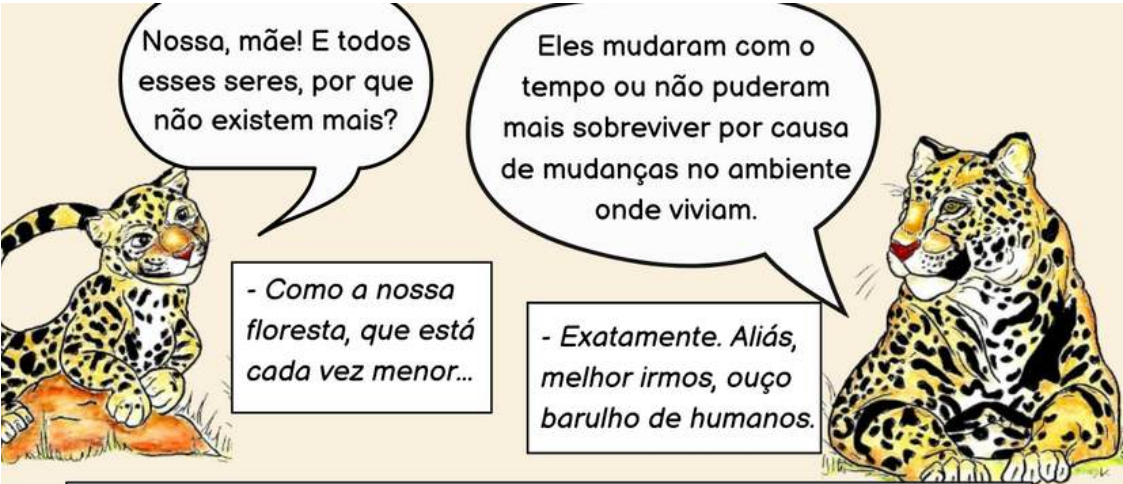 Nossa, mãe! E todos
esses seres, por que
não existem mais?
Eles mudaram com o
tempo ou não puderam
mais sobreviver por causa
de mudanças no ambiente
onde viviam.
- Como a nossa
floresta, que está
cada vez menor...
- Exatamente. Aliás,
melhor irmos, ouço
barulho de humanos.